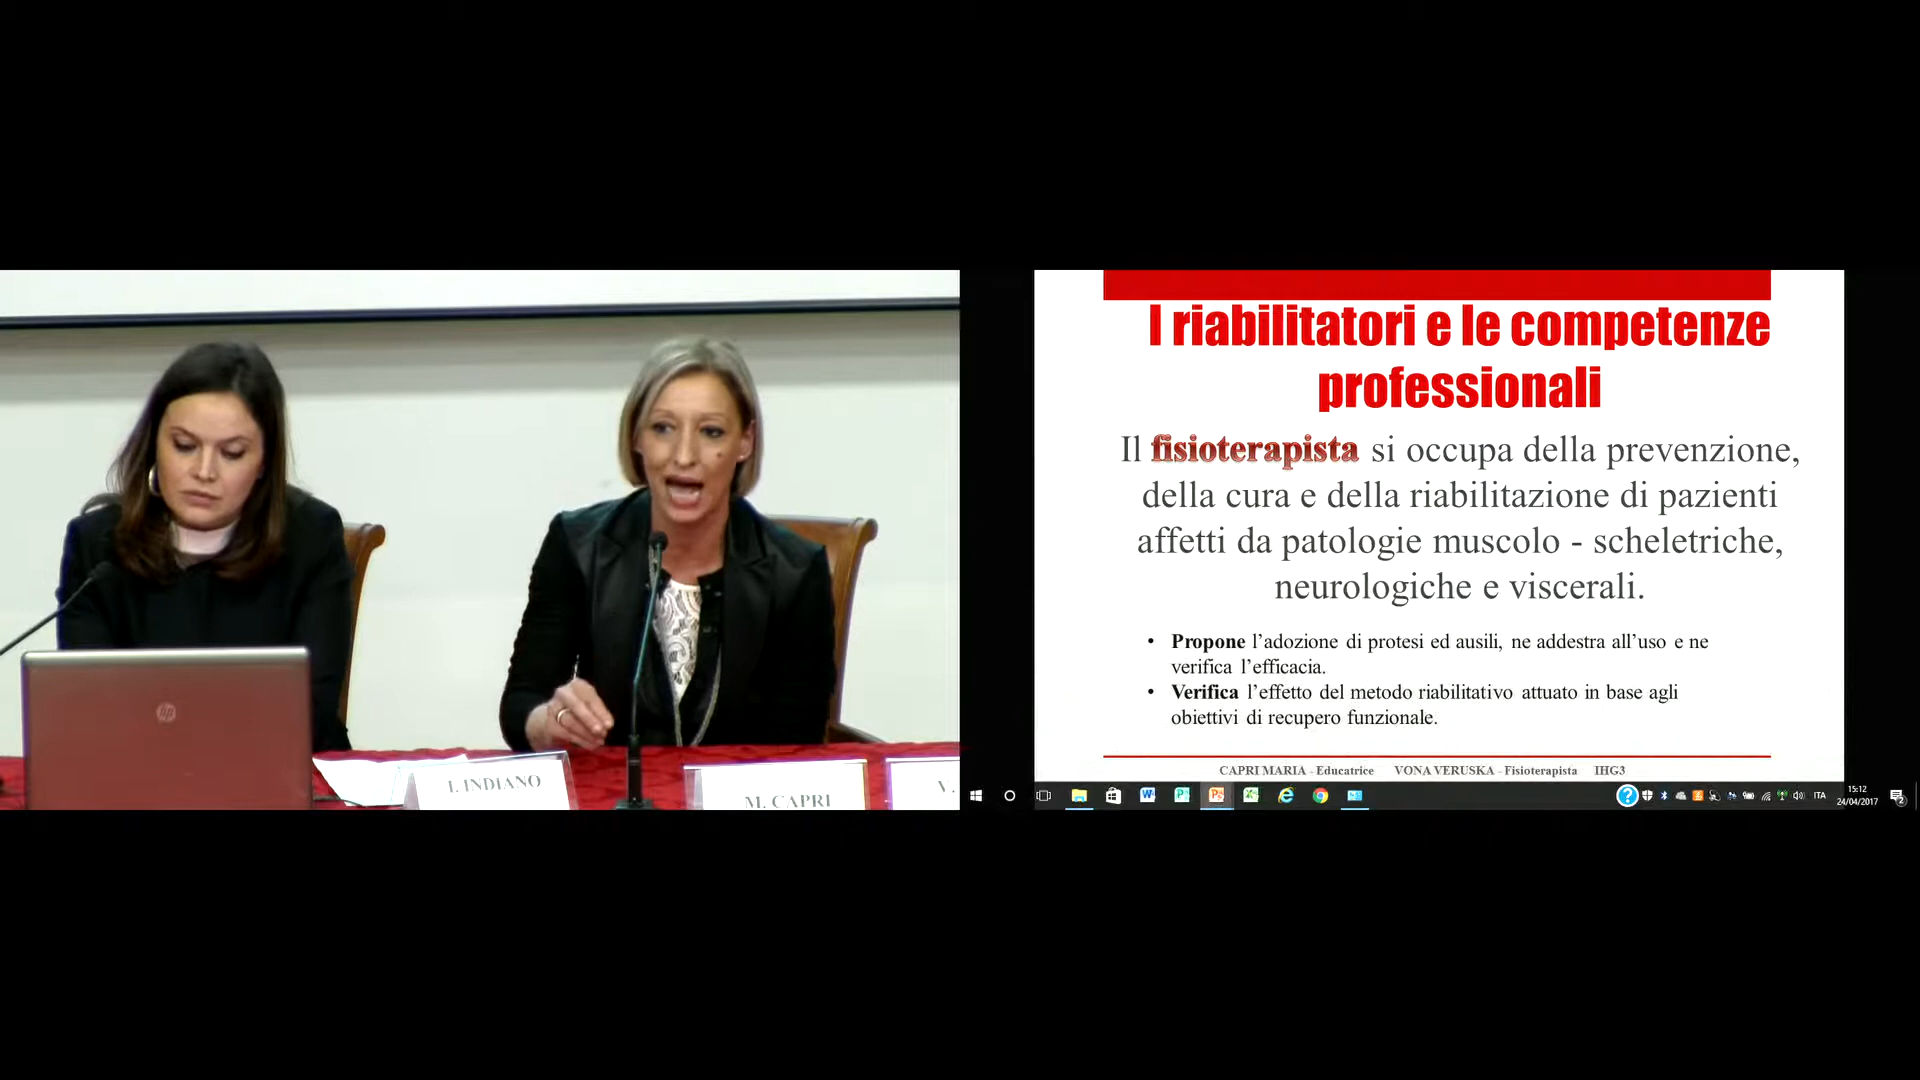 I riabilitatori e le competenze
professionali
Il fisioterapista si occupa della prevenzione,
della cura e della riabilitazione di pazienti
affetti da patologie muscolo - scheletriche,
neurologiche e viscerali.
• Propone l’adozione di protesi ed ausili, ne addestra all’uso e ne
verifica l’efficacia.
• Verifica l’effetto del metodo riabilitativo attuato in base agli
obiettivi di recupero funzionale.
CAPRI MARIA - Educatrice VONA VERUSKA - Fisioterapista IHG3
ITA
15:12
24/04/2017
hp
I. INDIANO
M. CAPRI
V.